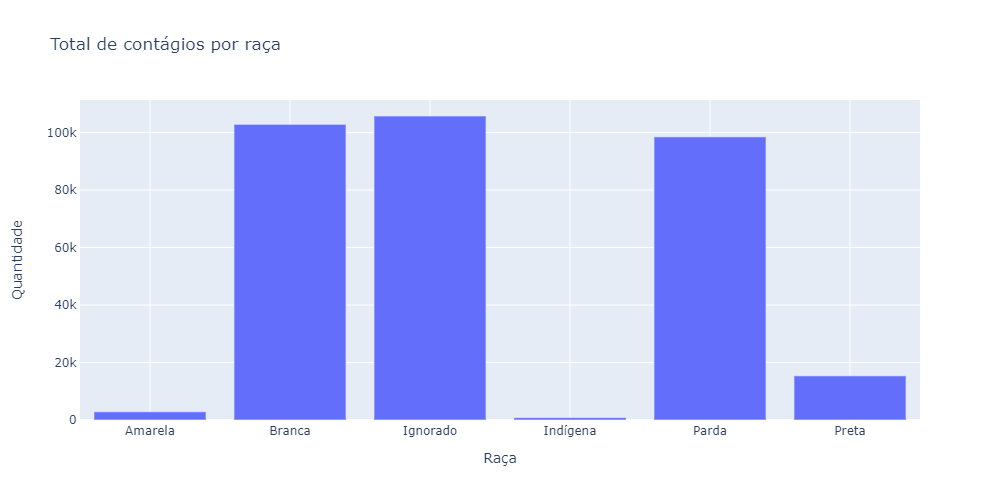 Total de contágios por raça
Quantidade
100k
80k
60k
40k
20k
0
Amarela Branca Ignorado Indígena Parda Preta
Raça